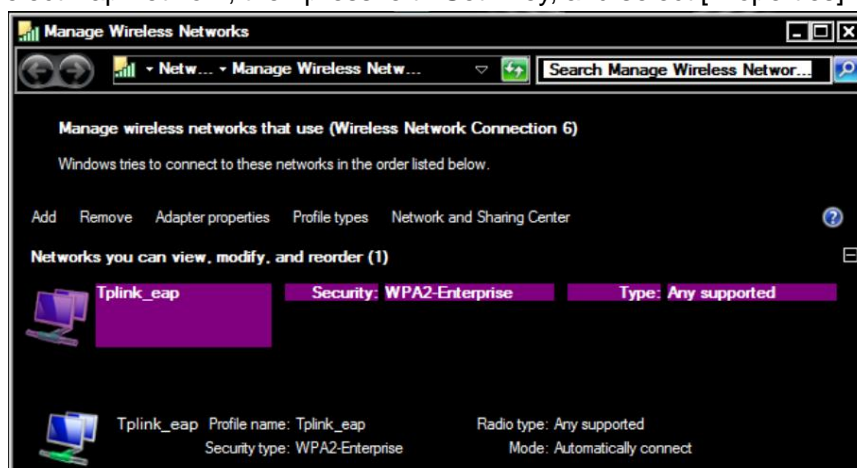 Manage Wireless Networks
Netw... Manage Wireless Netw... Search Manage Wireless Networ...
Manage wireless networks that use (Wireless Network Connection 6)
Windows tries to connect to these networks in the order listed below.
Add Remove Adapter properties Profile types Network and Sharing Center
Networks you can view, modify, and reorder (1)
Tplink_eap Security: WPA2-Enterprise Type: Any supported
Tplink_eap Profile name: Tplink_eap Radio type: Any supported
Security type: WPA2-Enterprise Mode: Automatically connect